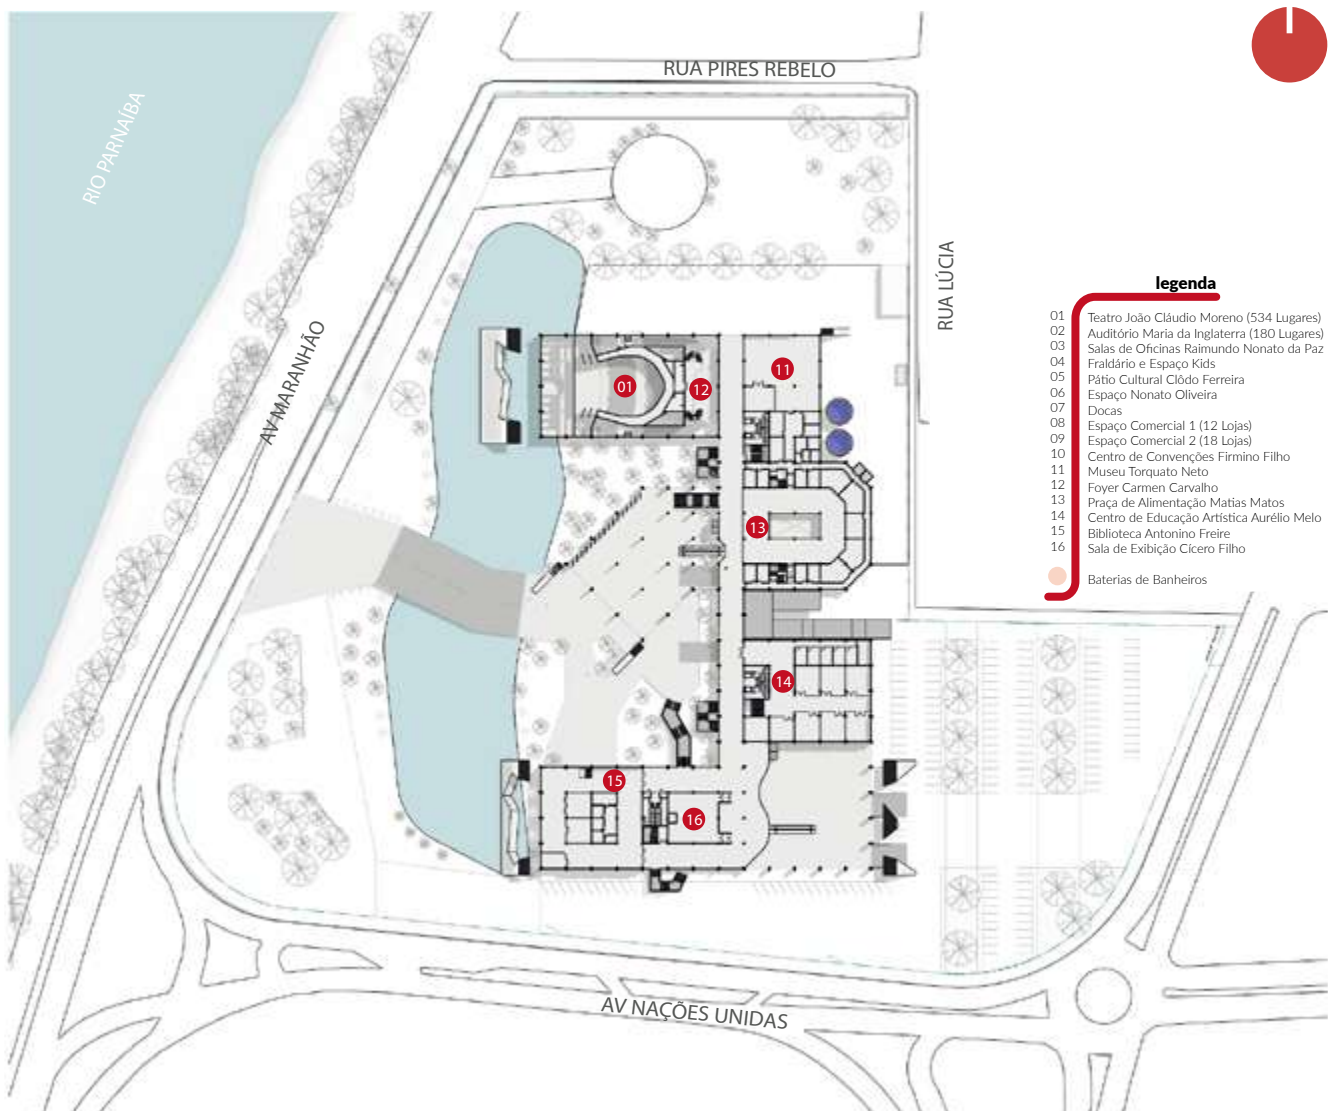 RUA PIRES REBELO
RIO PARNAÍBA
RUA LÚCIA
AV MARANHÃO
legenda
01 Teatro João Cláudio Moreno (534 Lugares)
02 Auditório Maria da Inglaterra (180 Lugares)
03 Salas de Oficinas Raimundo Nonato da Paz
04 Fraldário e Espaço Kids
05 Pátio Cultural Clôdo Ferreira
06 Espaço Nonato Oliveira
07 Docas
08 Espaço Comercial 1 (12 Lojas)
09 Espaço Comercial 2 (18 Lojas)
10 Centro de Convenções Firmino Filho
11 Museu Torquato Neto
12 Foyer Carmen Carvalho
13 Praça de Alimentação Matias Matos
14 Centro de Educação Artística Aurélio Melo
15 Biblioteca Antonino Freire
16 Sala de Exibição Cícero Filho
Baterias de Banheiros
11
01
12
13
14
15
16
AV NAÇÕES UNIDAS